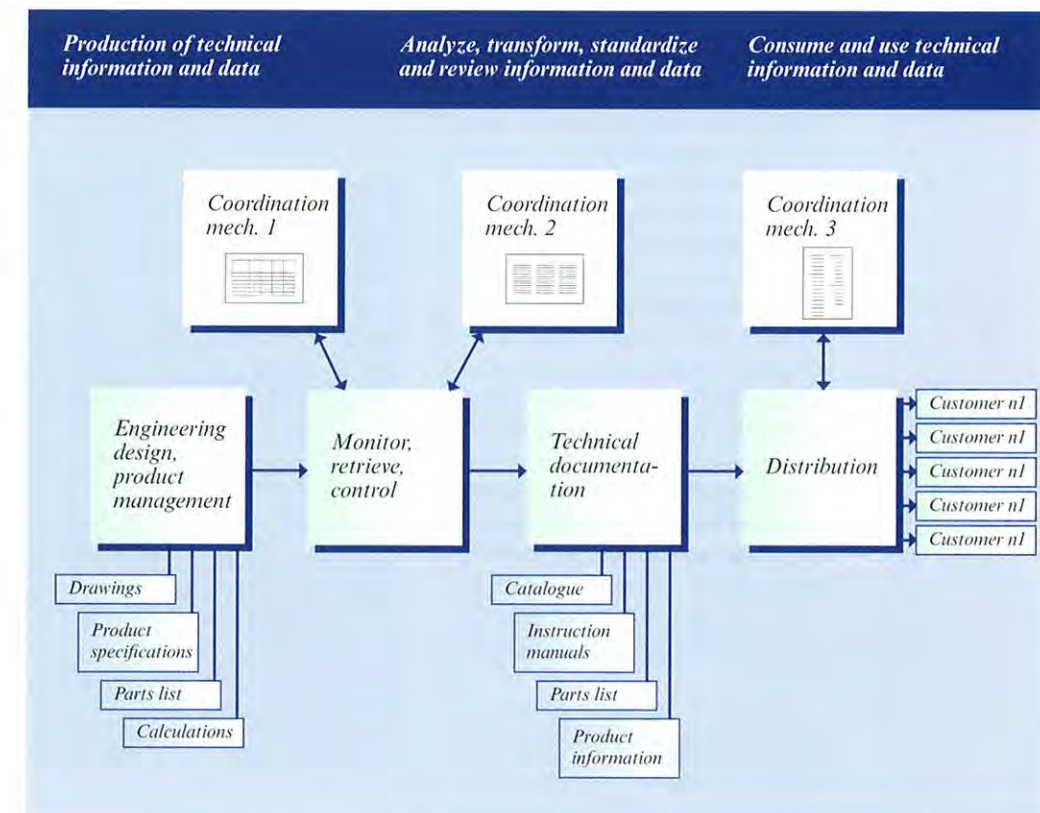 Production of technical
information and data
Analyze, transform, standardize
and review information and data
Consume and use technical
information and data
Coordination
mech. 1
Coordination
mech. 2
Coordination
mech. 3
Engineering
design,
product
management
Monitor,
retrieve,
control
Technical
documenta-
tion
Distribution
Customer n1
Customer n1
Customer n1
Customer n1
Customer n1
Drawings
Product
specifications
Parts list
Calculations
Catalogue
Instruction
manuals
Parts list
Product
information